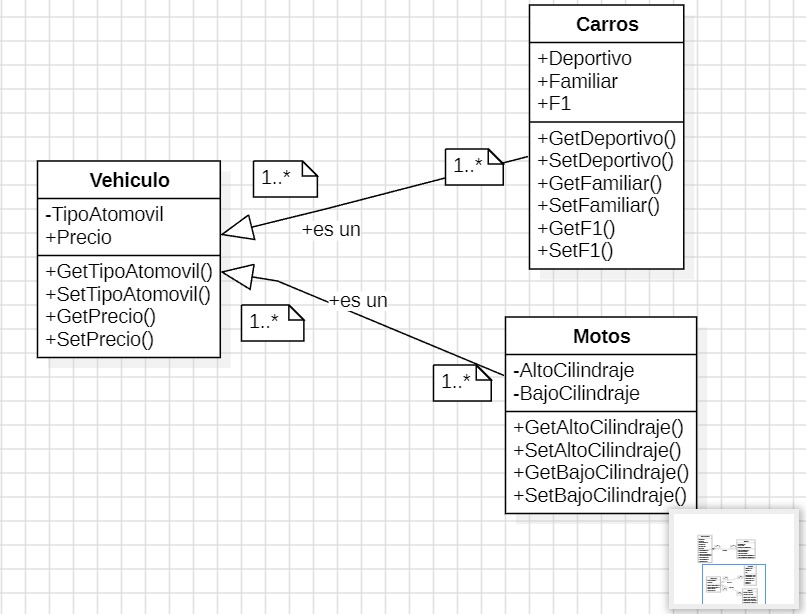 Carros
+Deportivo
+Familiar
+F1
+GetDeportivo()
+SetDeportivo()
+GetFamiliar()
+SetFamiliar()
+GetF1()
+SetF1()
1..*
1..*
+es un
Vehiculo
-TipoAtomovil
+Precio
+GetTipoAtomovil()
+SetTipoAtomovil()
+GetPrecio()
+SetPrecio()
+es un
1..*
1..*
Motos
-AltoCilindraje
-BajoCilindraje
+GetAltoCilindraje()
+SetAltoCilindraje()
+GetBajoCilindraje()
+SetBajoCilindraje()